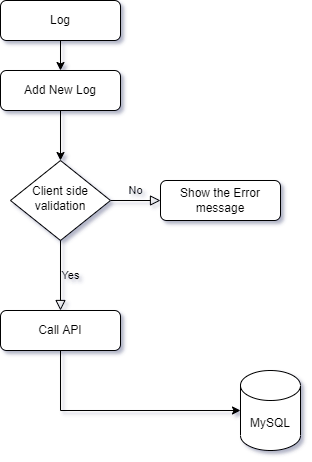 Log
Add New Log
Client side
validation
No
Show the Error
message
Yes
Call API
MySQL